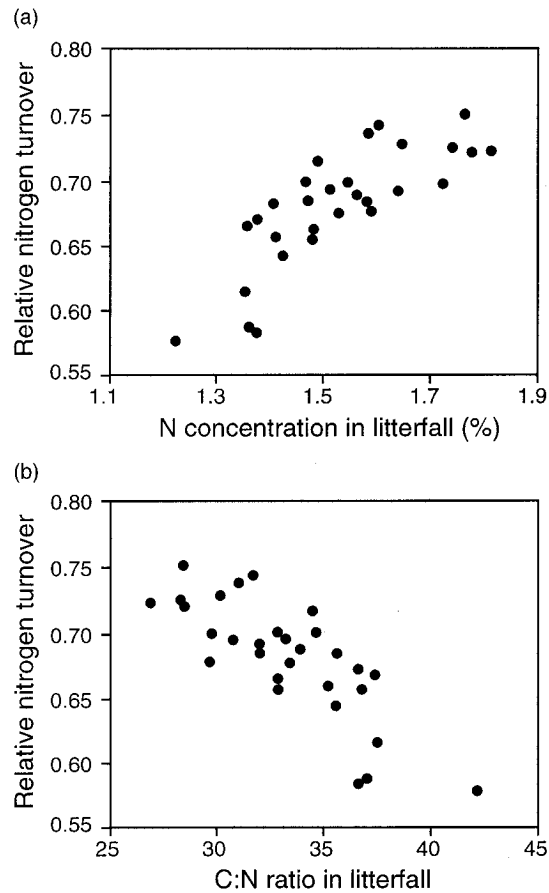 (a)
Relative nitrogen turnover
0.80
0.75
0.70
0.65
0.60
0.55
1.1 1.3 1.5 1.7 1.9
N concentration in litterfall (%)
(b)
Relative nitrogen turnover
0.80
0.75
0.70
0.65
0.60
0.55
25 30 35 40 45
C:N ratio in litterfall